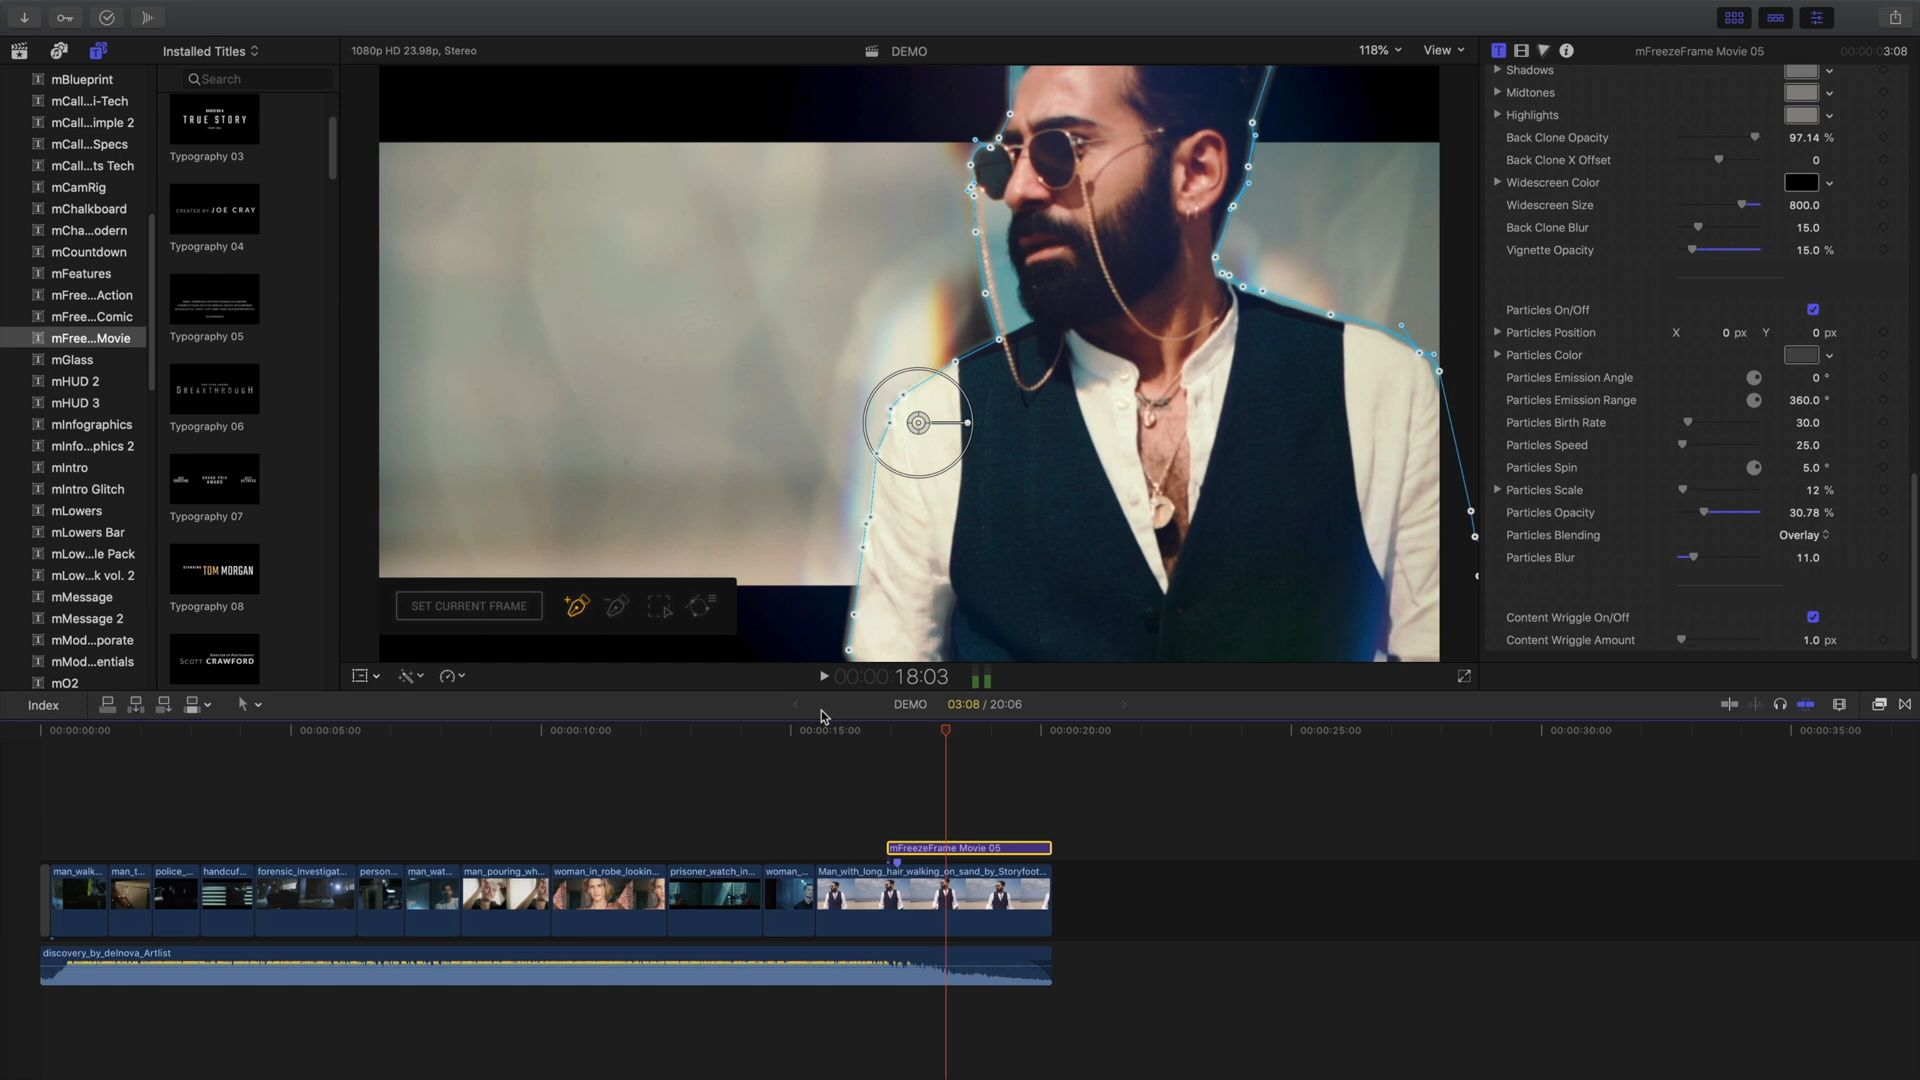 Installed Titles
1080p HD 23.98p, Stereo
DEMO
118%
View
mFreezeFrame Movie 05
00:00:03:08
Search
mBlueprint
mCall...i-Tech
mCall...imple 2
mCall...Specs
mCall...ts Tech
mCamRig
mChalkboard
mCha...odern
mCountdown
mFeatures
mFree...Action
mFree...Comic
mFree...Movie
mGlass
mHUD 2
mHUD 3
mInfographics
mInfo...phics 2
mIntro
mIntro Glitch
mLowers
mLowers Bar
mLow...le Pack
mLow...k vol. 2
mMessage
mMessage 2
mMod...porate
mMod...entials
mO2
TRUE STORY
Typography 03
CREATED BY JOE CRAY
Typography 04
Typography 05
BREAKTHROUGH
Typography 06
Typography 07
STARRING TOM MORGAN
Typography 08
SCOTT CRAWFORD
SET CURRENT FRAME
00:00:00:18:03
Shadows
Midtones
Highlights
Back Clone Opacity 97.14 %
Back Clone X Offset 0
Widescreen Color
Widescreen Size 800.0
Back Clone Blur 15.0
Vignette Opacity 15.0 %
Particles On/Off
Particles Position X 0 px Y 0 px
Particles Color
Particles Emission Angle 0 °
Particles Emission Range 360.0 °
Particles Birth Rate 30.0
Particles Speed 25.0
Particles Spin 5.0 °
Particles Scale 12 %
Particles Opacity 30.78 %
Particles Blending Overlay
Particles Blur 11.0
Content Wriggle On/Off
Content Wriggle Amount 1.0 px
Index
DEMO 03:08 / 20:06
00:00:00:00 00:00:05:00 00:00:10:00 00:00:15:00 00:00:20:00 00:00:25:00 00:00:30:00 00:00:35:00
mFreezeFrame Movie 05
man_walk... man_t... police_... handcuf... forensic_investigat... person... man_wat... man_pouring_wh... woman_in_robe_lookin... prisoner_watch_in... woman_... Man_with_long_hair_walking_on_sand_by_Storyfoot...
discovery_by_delnova_Artlist